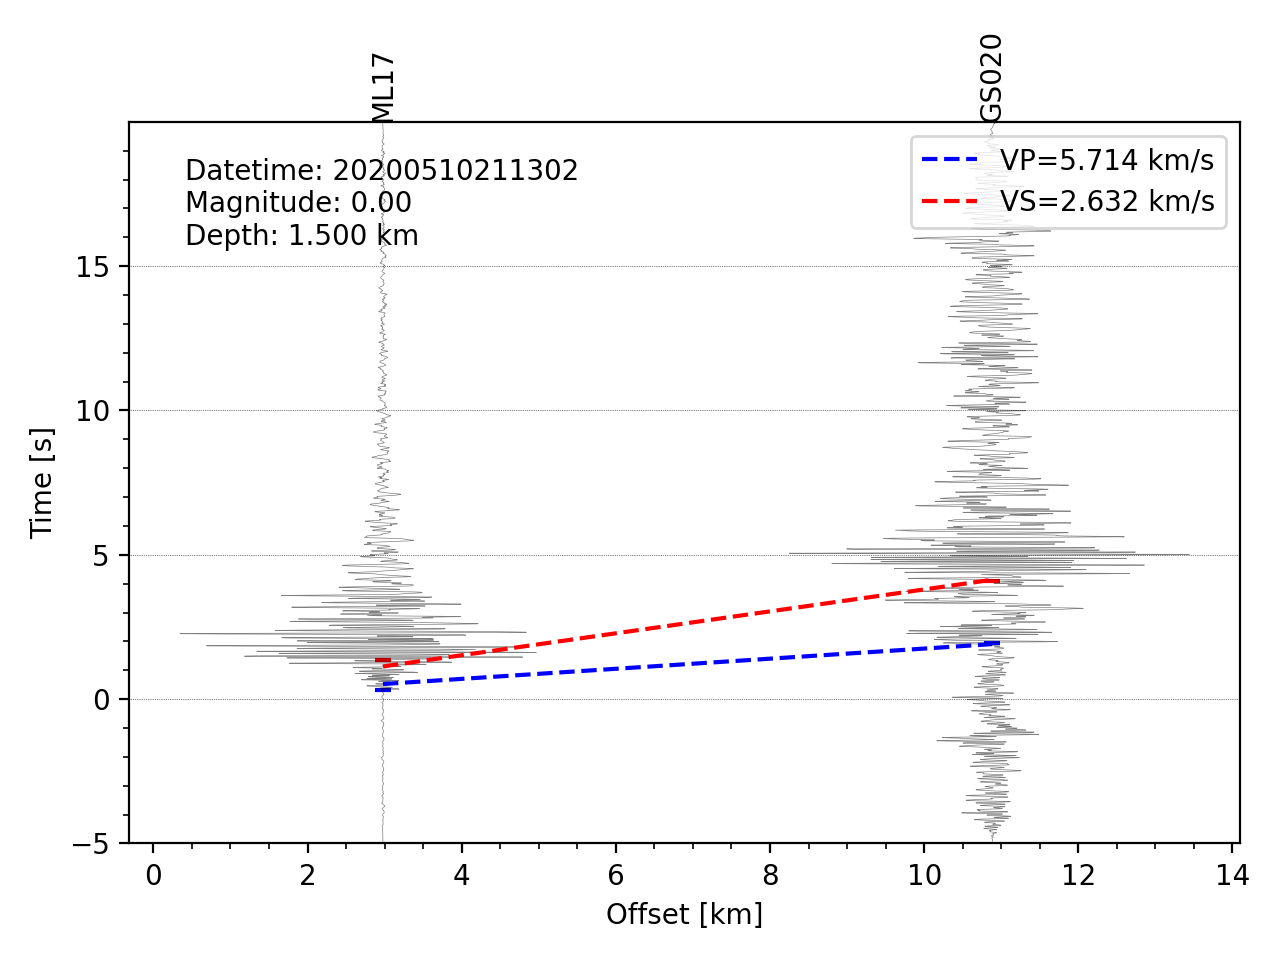 ML17
GS020
Datetime: 20200510211302
Magnitude: 0.00
Depth: 1.500 km
VP=5.714 km/s
VS=2.632 km/s
15
10
5
0
−5
Time [s]
0 2 4 6 8 10 12 14
Offset [km]